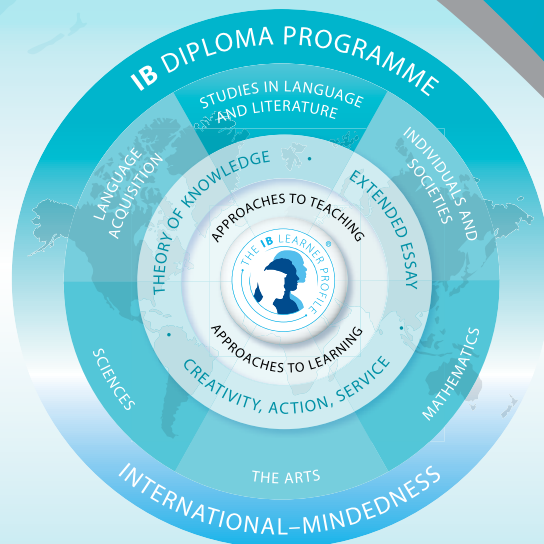 IB DIPLOMA PROGRAMME
STUDIES IN LANGUAGE
AND LITERATURE
LANGUAGE
ACQUISITION
INDIVIDUALS AND
SOCIETIES
THEORY OF KNOWLEDGE
EXTENDED ESSAY
APPROACHES TO TEACHING
THE IB LEARNER PROFILE ®
APPROACHES TO LEARNING
CREATIVITY, ACTION, SERVICE
SCIENCES
MATHEMATICS
THE ARTS
INTERNATIONAL–MINDEDNESS